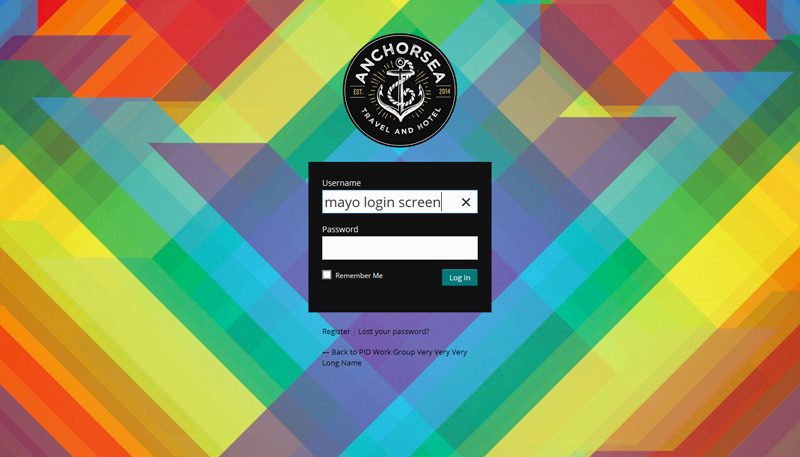 ANCHORSEA
EST. 2014
TRAVEL AND HOTEL
Username
mayo login screen ✕
Password
Remember Me
Log In
Register | Lost your password?
← Back to PiD Work Group Very Very Very
Long Name